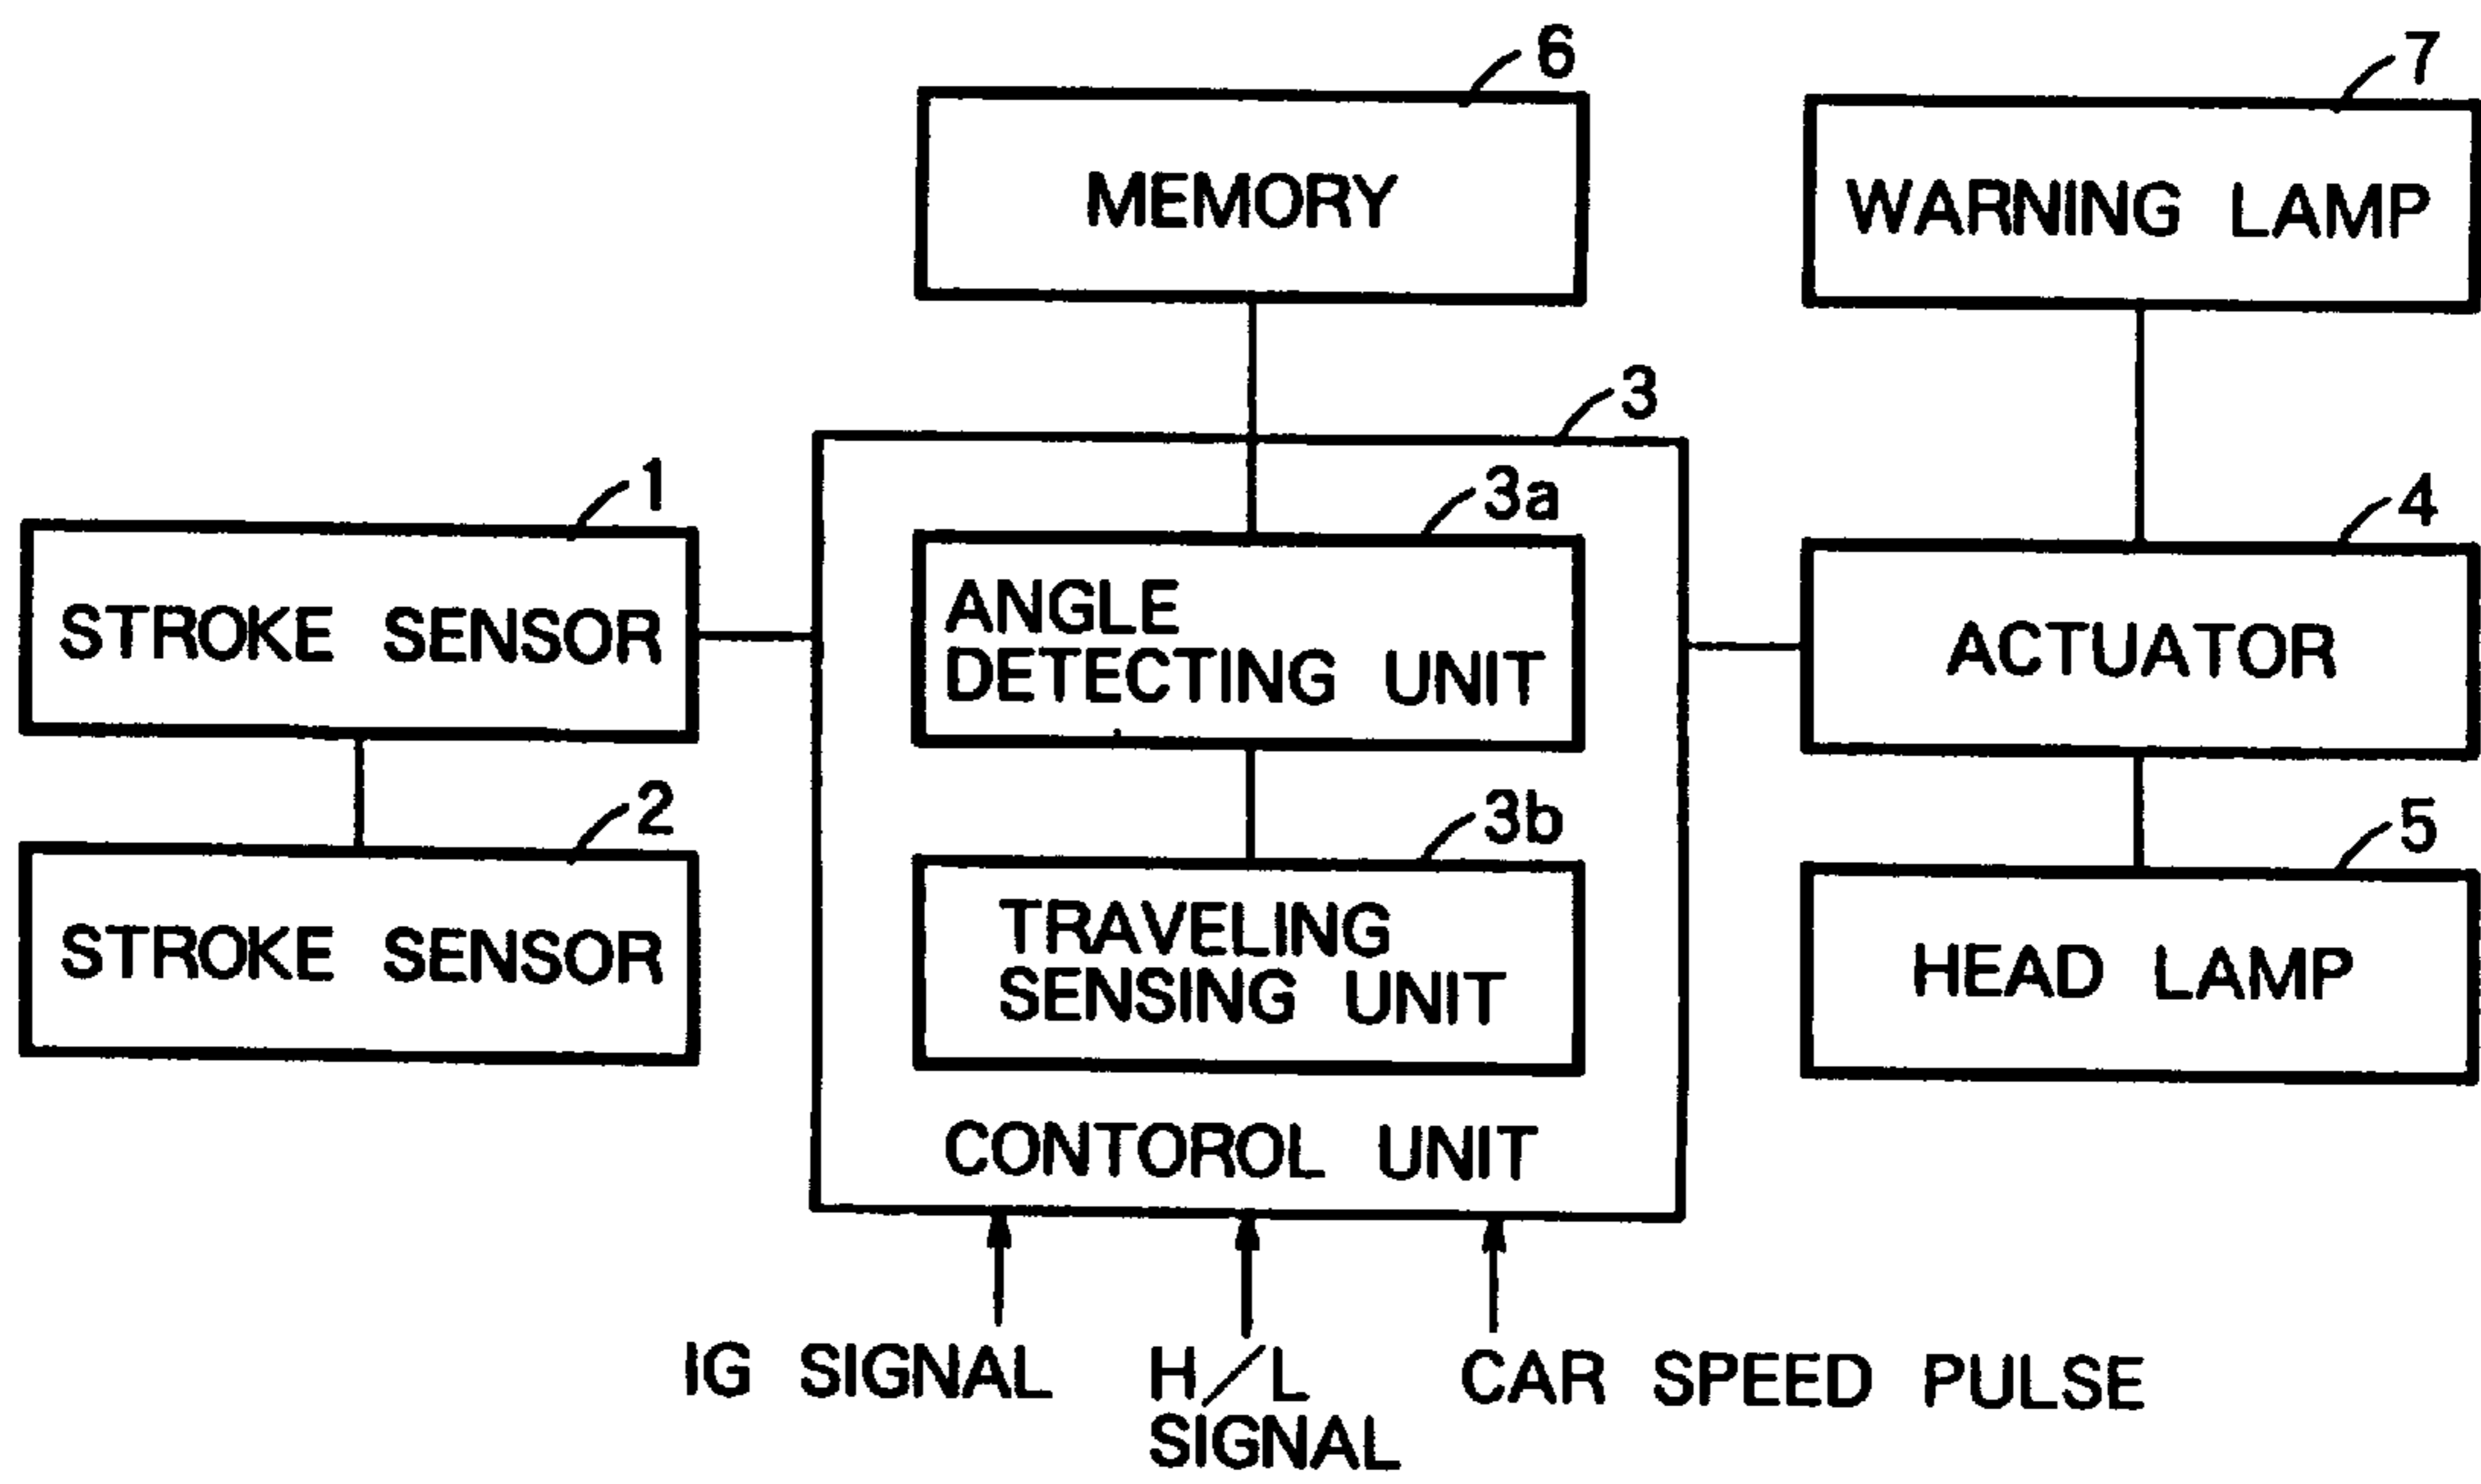 6
MEMORY
7
WARNING LAMP
3
1
STROKE SENSOR
3a
ANGLE
DETECTING UNIT
4
ACTUATOR
2
STROKE SENSOR
3b
TRAVELING
SENSING UNIT
5
HEAD LAMP
CONTOROL UNIT
IG SIGNAL
H/L
SIGNAL
CAR SPEED PULSE